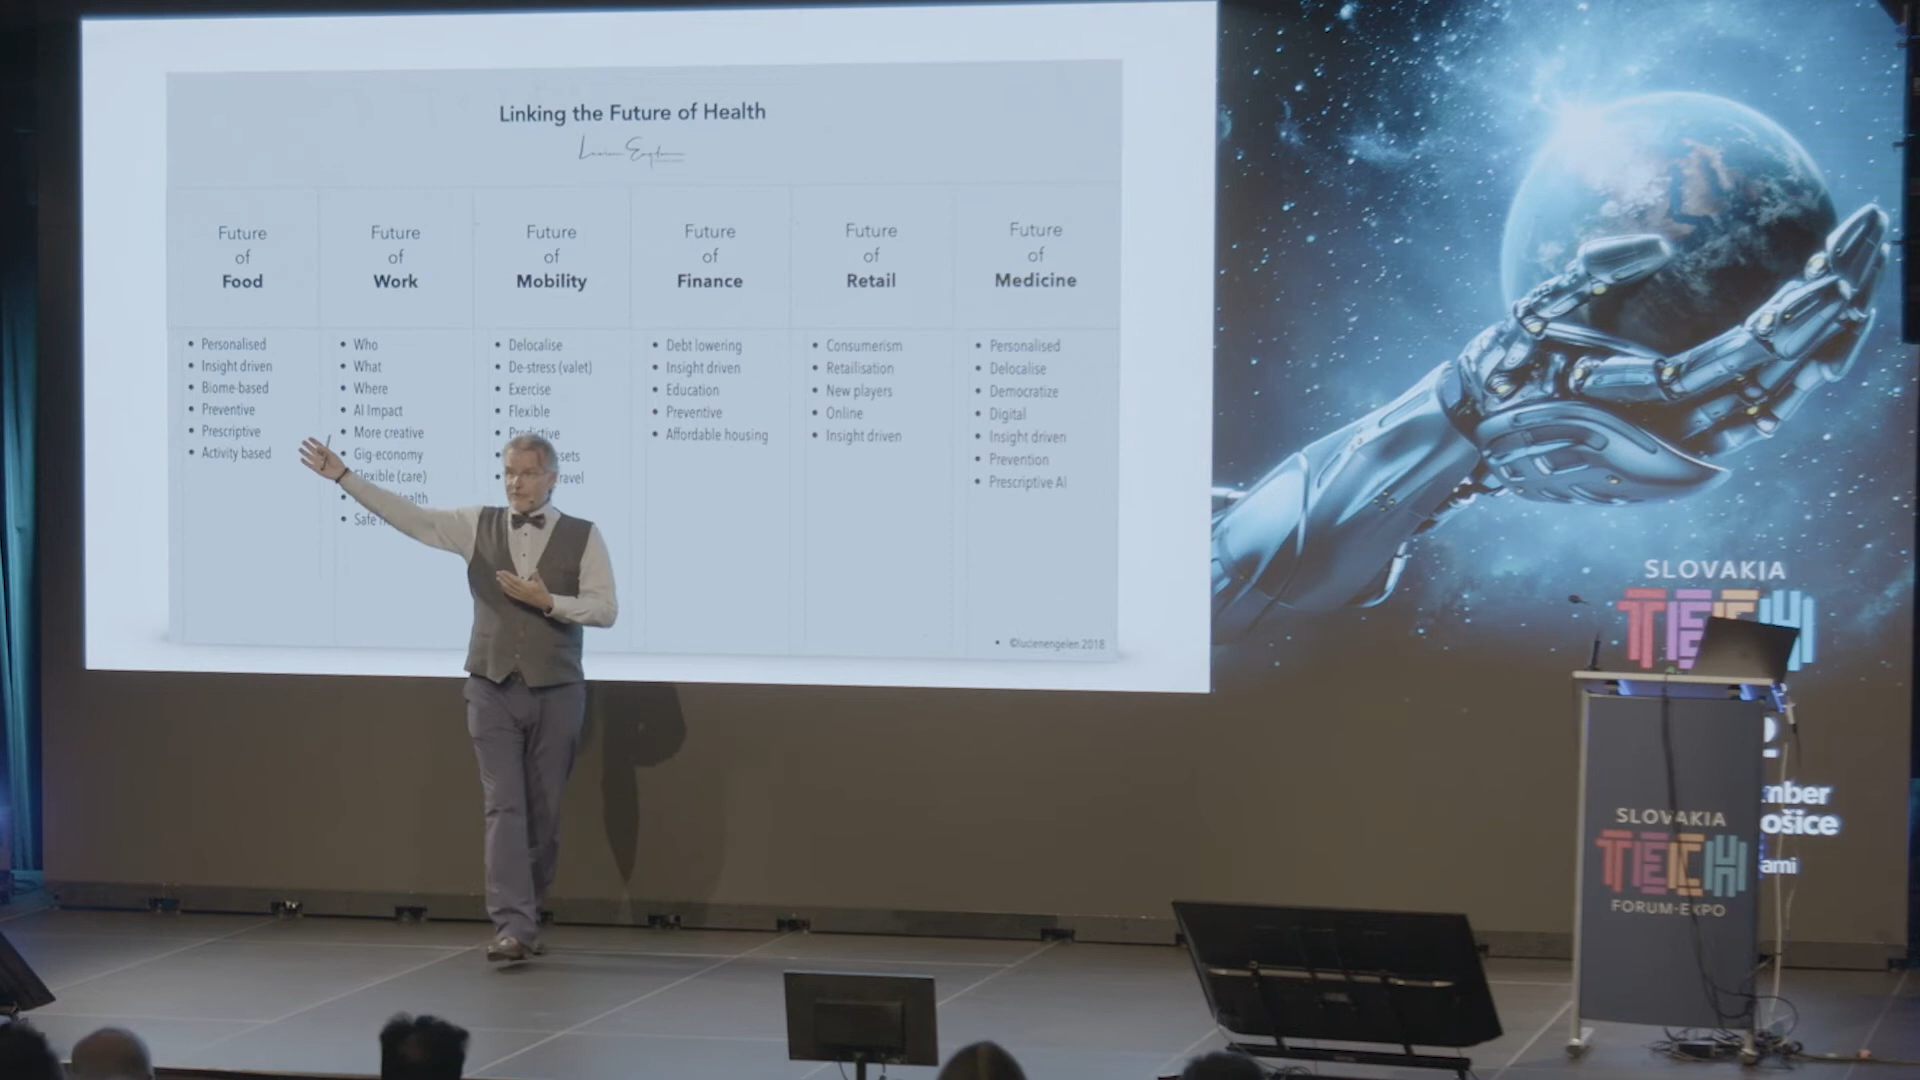 Linking the Future of Health
Future
of
Food
Future
of
Work
Future
of
Mobility
Future
of
Finance
Future
of
Retail
Future
of
Medicine
• Personalised
• Insight driven
• Biome-based
• Preventive
• Prescriptive
• Activity based
• Who
• What
• Where
• AI Impact
• More creative
• Gig-economy
• Flexible (care)
• Safe
• Delocalise
• De-stress (valet)
• Exercise
• Flexible
• Predictive
• Debt lowering
• Insight driven
• Education
• Preventive
• Affordable housing
• Consumerism
• Retailisation
• New players
• Online
• Insight driven
• Personalised
• Delocalise
• Democratize
• Digital
• Insight driven
• Prevention
• Prescriptive AI
• ©lucienengelen 2018
SLOVAKIA
TECH
SLOVAKIA
TECH
FORUM-EXPO